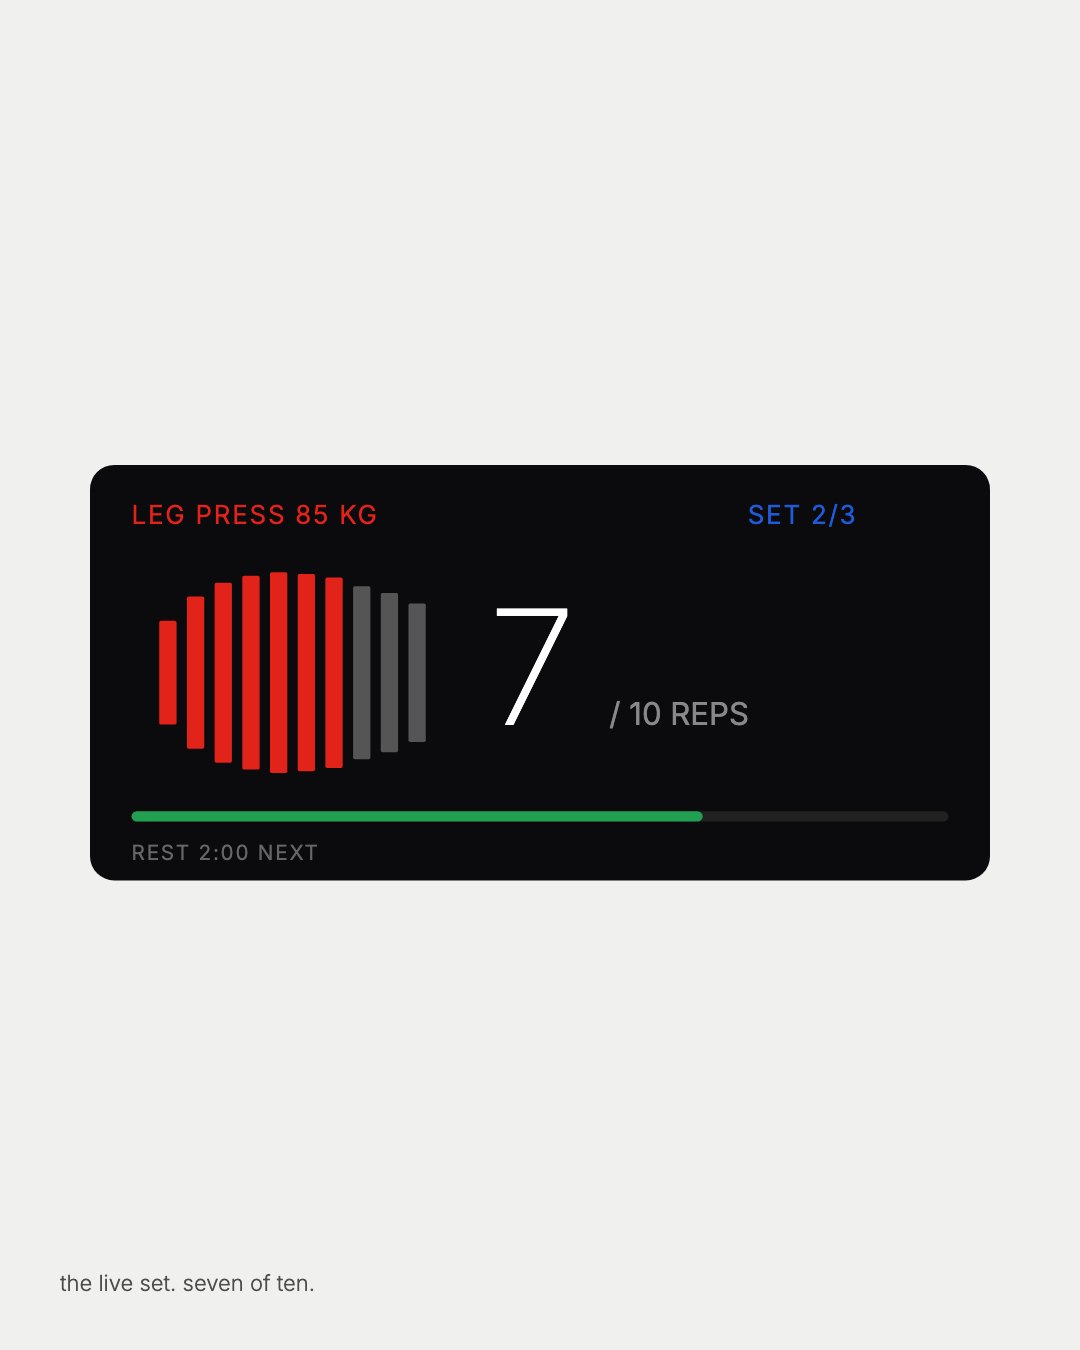 LEG PRESS 85 KG
SET 2/3
7 / 10 REPS
REST 2:00 NEXT
the live set. seven of ten.